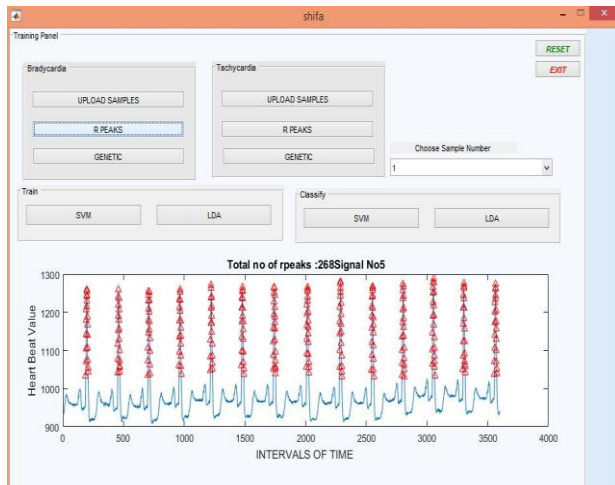 shifa
Training Panel
RESET
EXIT
Bradycardia
UPLOAD SAMPLES
R PEAKS
GENETIC
Tachycardia
UPLOAD SAMPLES
R PEAKS
GENETIC
Choose Sample Number
1
Train
SVM
LDA
Classify
SVM
LDA
Total no of rpeaks :268Signal No5
Heart Beat Value
1300
1200
1100
1000
900
0 500 1000 1500 2000 2500 3000 3500 4000
INTERVALS OF TIME